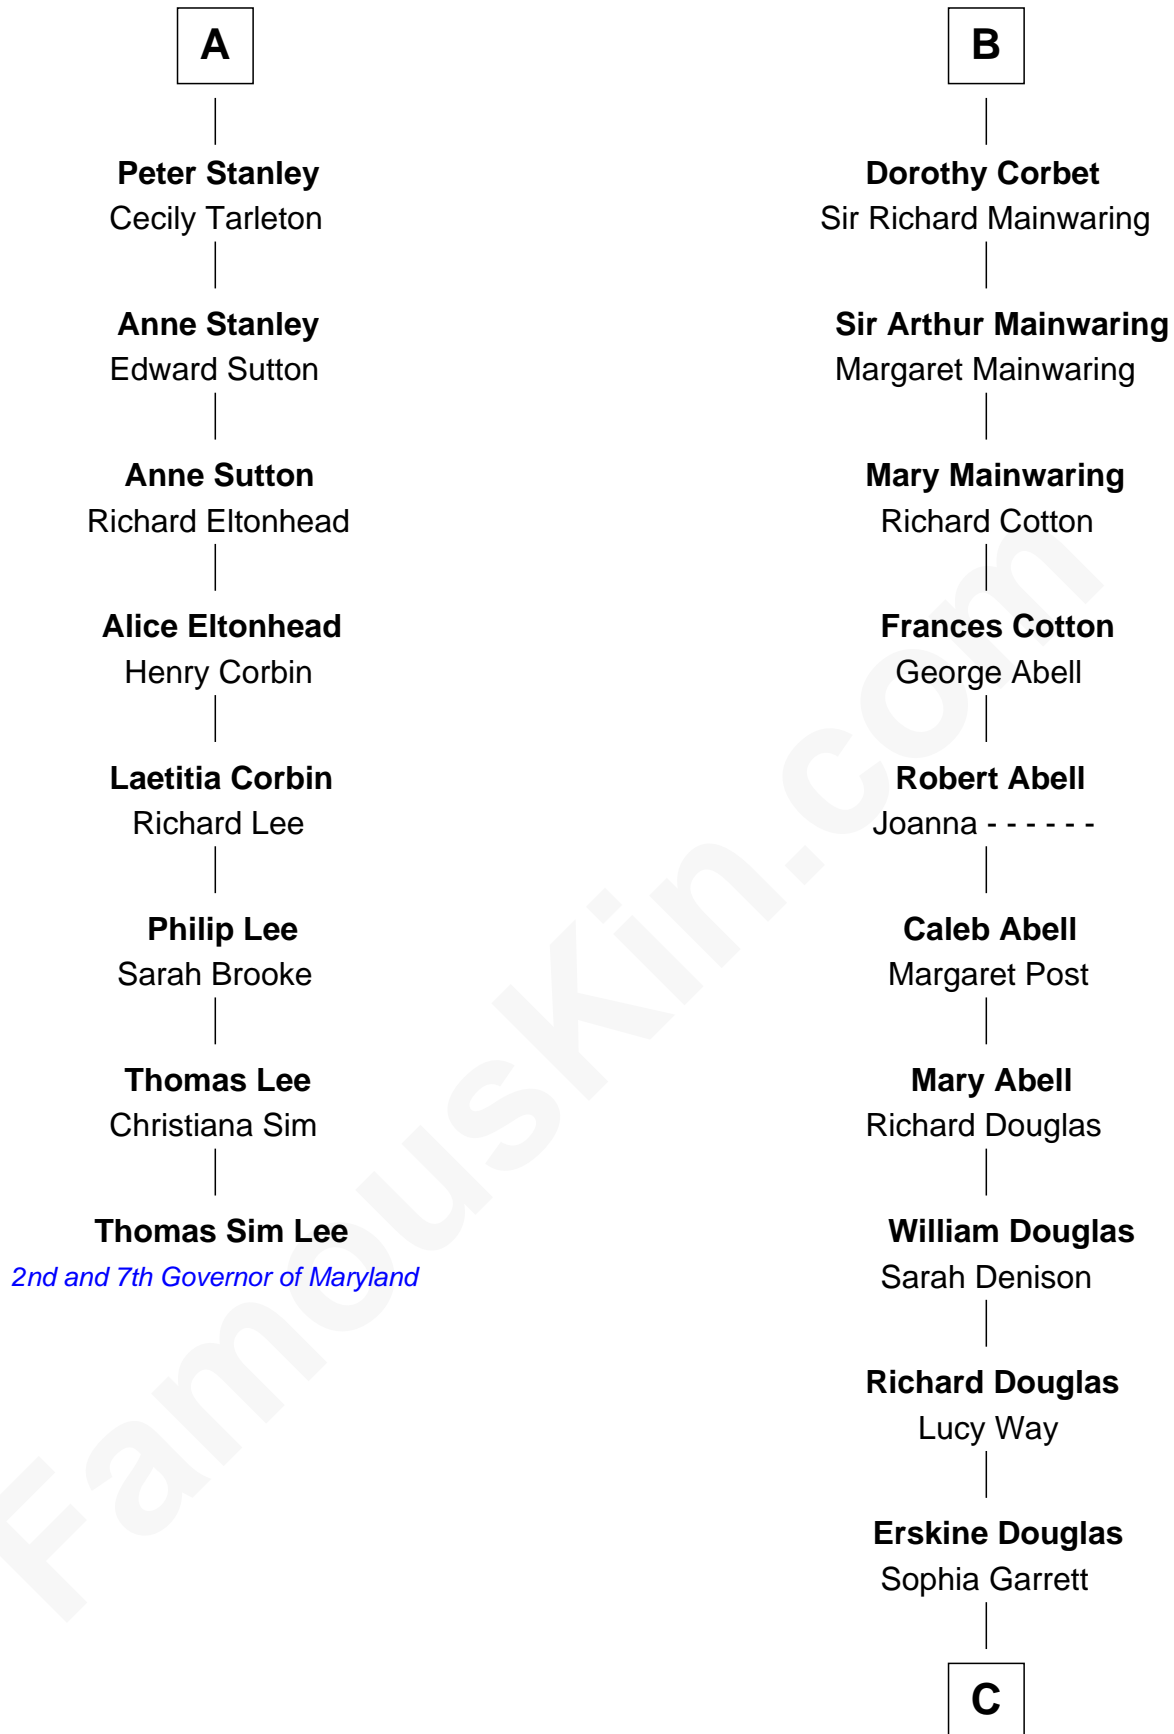 A
Peter Stanley
Cecily Tarleton
Anne Stanley
Edward Sutton
Anne Sutton
Richard Eltonhead
Alice Eltonhead
Henry Corbin
Laetitia Corbin
Richard Lee
Philip Lee
Sarah Brooke
Thomas Lee
Christiana Sim
Thomas Sim Lee
2nd and 7th Governor of Maryland
B
Dorothy Corbet
Sir Richard Mainwaring
Sir Arthur Mainwaring
Margaret Mainwaring
Mary Mainwaring
Richard Cotton
Frances Cotton
George Abell
Robert Abell
Joanna - - - - - -
Caleb Abell
Margaret Post
Mary Abell
Richard Douglas
William Douglas
Sarah Denison
Richard Douglas
Lucy Way
Erskine Douglas
Sophia Garrett
C
FamousKin.com